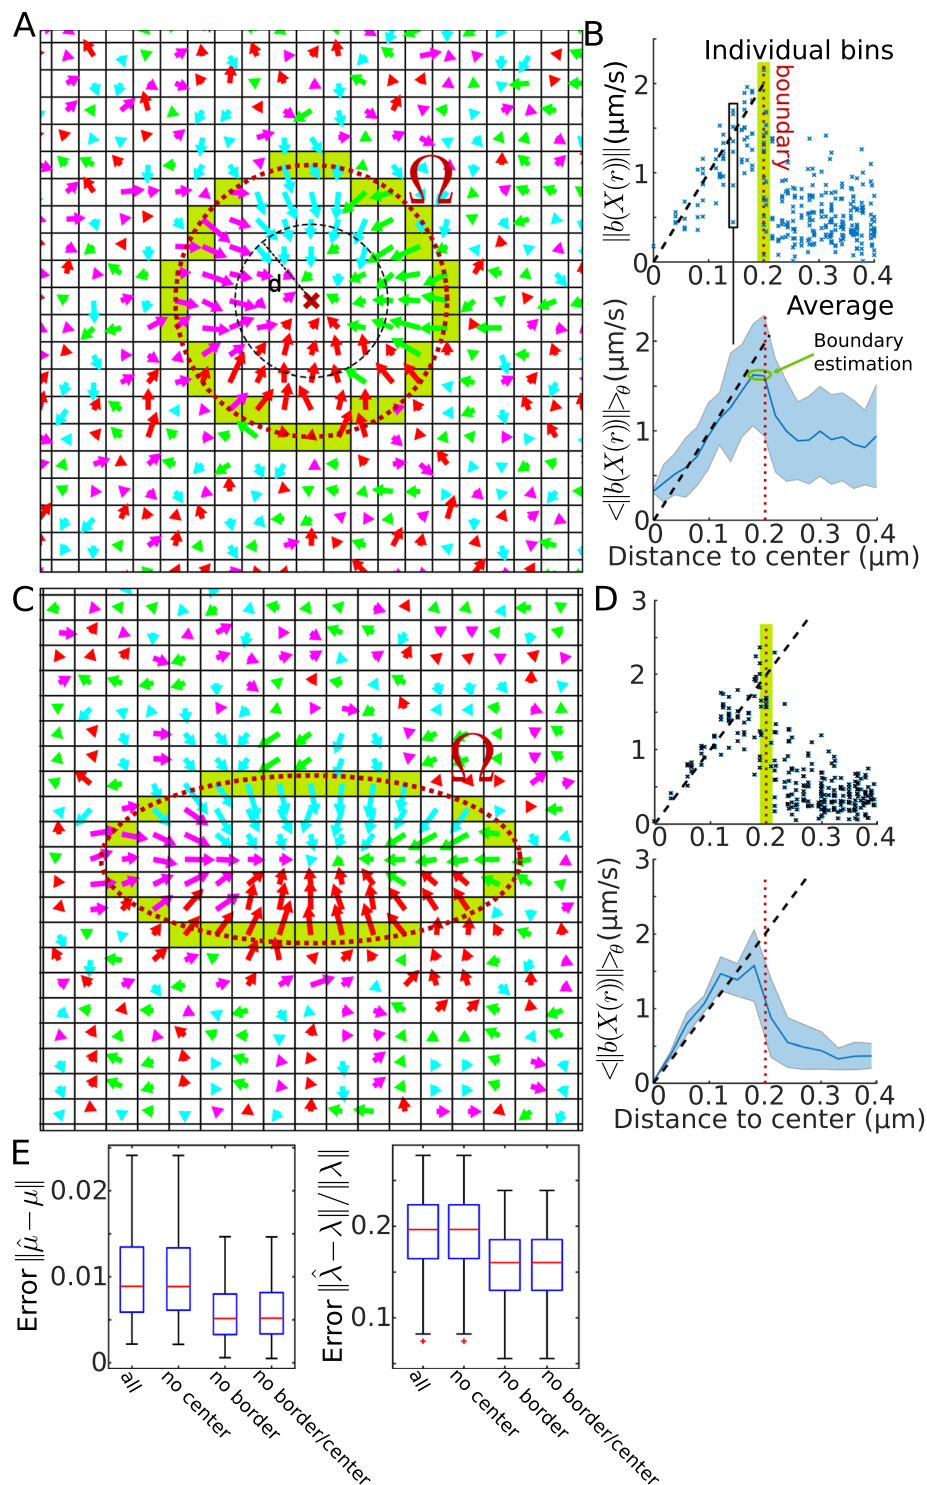 A
Ω
d
B
Individual bins
boundary
‖b(X(r))‖(μm/s)
2
1
0
0 0.1 0.2 0.3 0.4
Average
Boundary
estimation
<‖b(X(r))‖>θ(μm/s)
2
1
0
0 0.1 0.2 0.3 0.4
Distance to center (μm)
C
Ω
D
3
2
1
0
0 0.1 0.2 0.3 0.4
<‖b(X(r))‖>θ(μm/s)
3
2
1
0
0 0.1 0.2 0.3 0.4
Distance to center (μm)
E
Error ‖μ̂ − μ‖
0.02
0.01
0
all
no center
no border
no border/center
Error ‖λ̂ − λ‖/‖λ‖
0.2
0.1
all
no center
no border
no border/center